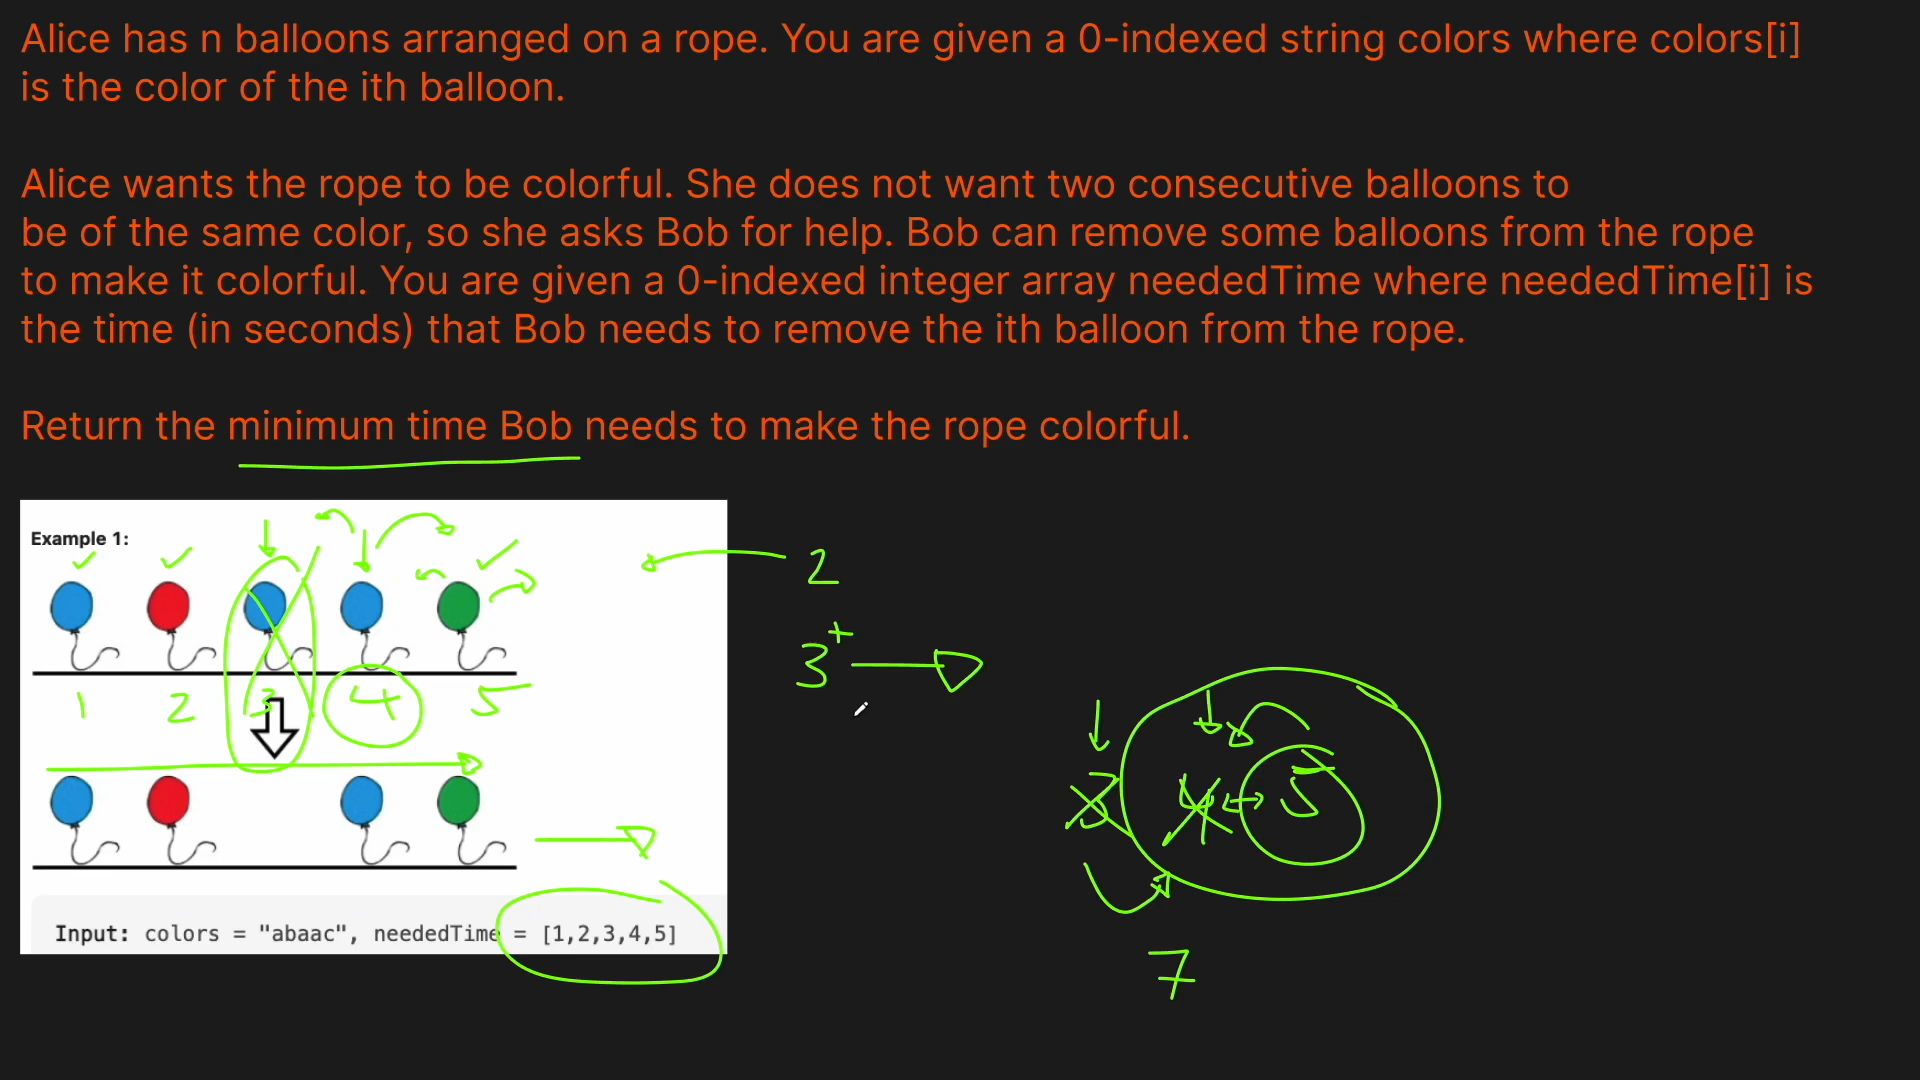 Alice has n balloons arranged on a rope. You are given a 0-indexed string colors where colors[i]
is the color of the ith balloon.
Alice wants the rope to be colorful. She does not want two consecutive balloons to
be of the same color, so she asks Bob for help. Bob can remove some balloons from the rope
to make it colorful. You are given a 0-indexed integer array neededTime where neededTime[i] is
the time (in seconds) that Bob needs to remove the ith balloon from the rope.
Return the minimum time Bob needs to make the rope colorful.
Example 1:
1 2 3 4 5
Input: colors = "abaac", neededTime = [1,2,3,4,5]
2
3+
3 4 5
7